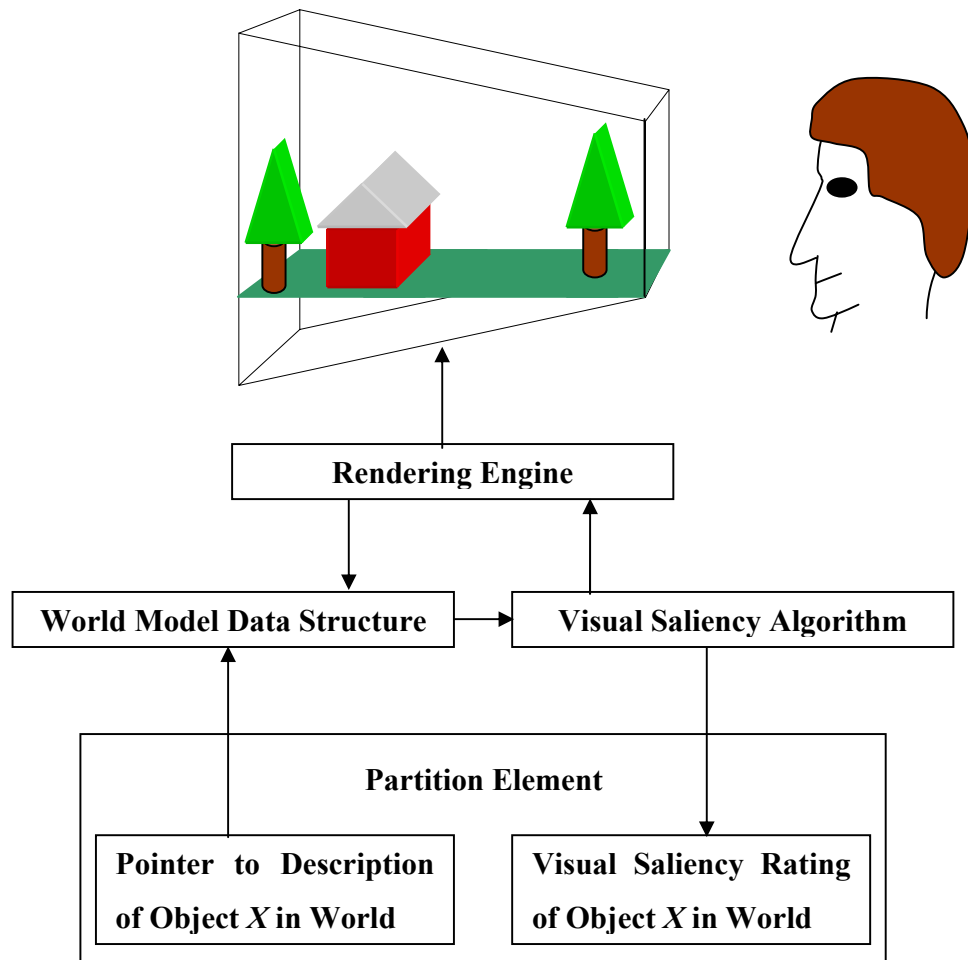 Rendering Engine
World Model Data Structure
Visual Saliency Algorithm
Partition Element
Pointer to Description
of Object X in World
Visual Saliency Rating
of Object X in World